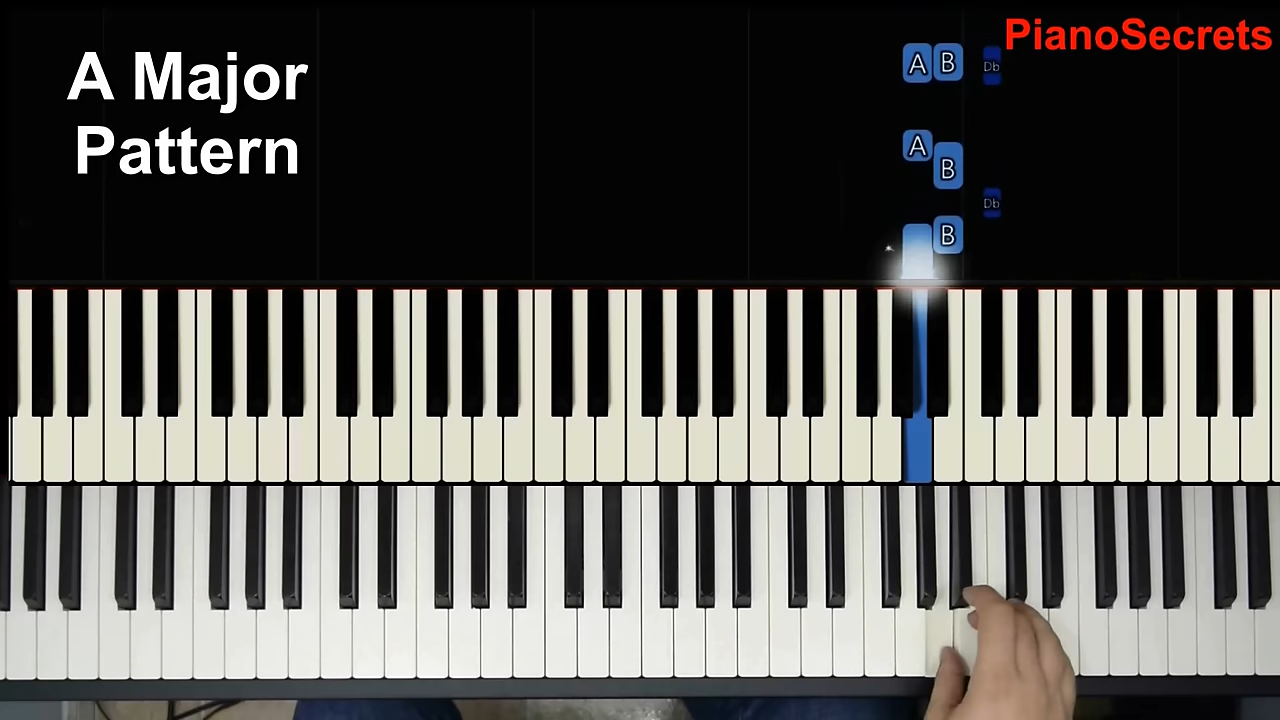 PianoSecrets
A Major
Pattern
A B Db
A
B
Db
B